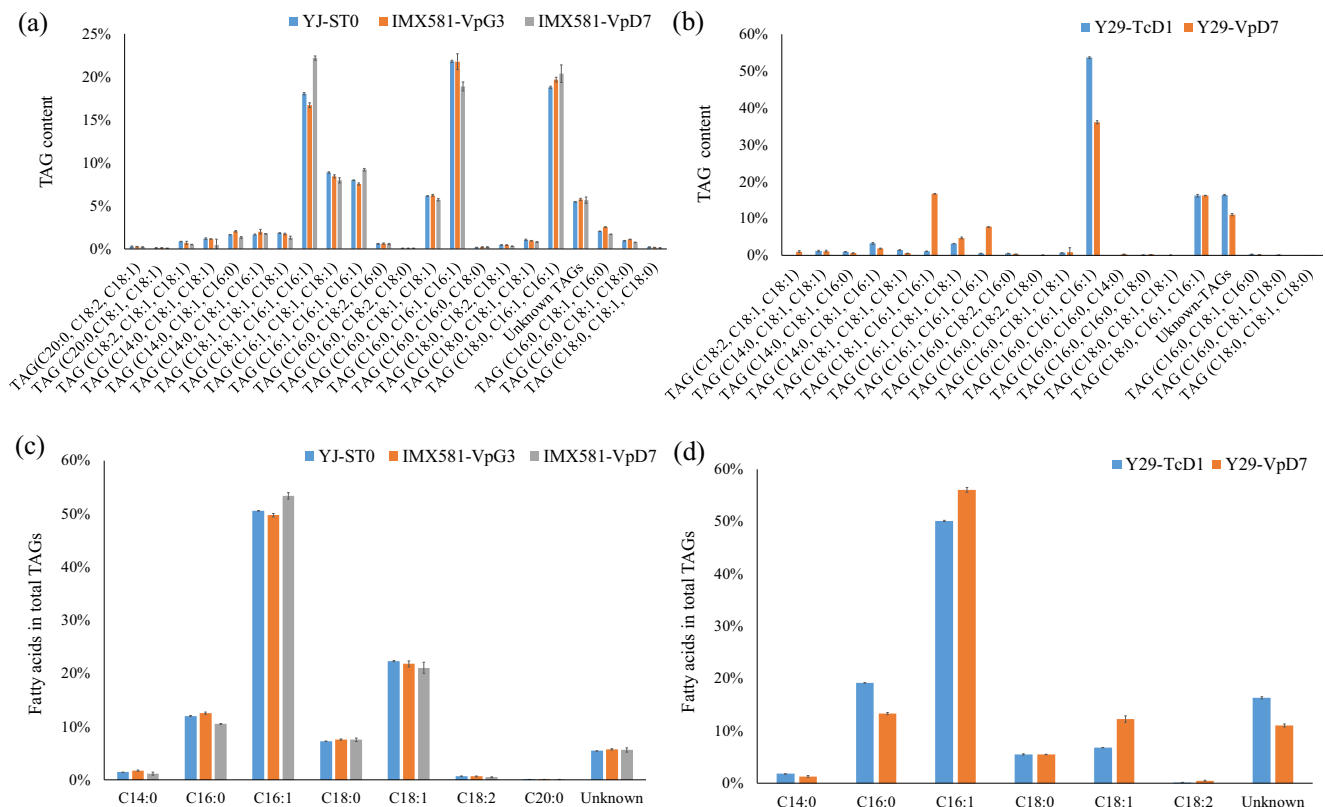 (a)
YJ-ST0 IMX581-VpG3 IMX581-VpD7
25%
20%
15%
10%
5%
0%
TAG content
TAG(C20:0, C18:2, C18:1)
TAG (C20:0,C18:1, C18:1)
TAG (C18:2, C18:1, C18:1)
TAG (C14:0, C18:1, C18:1)
TAG (C14:0, C18:1, C16:0)
TAG (C14:0, C18:1, C16:1)
TAG (C18:1, C18:1, C18:1)
TAG (C18:1, C16:1, C16:1)
TAG (C16:1, C18:1, C18:1)
TAG (C16:1, C16:1, C16:1)
TAG (C16:0, C18:2, C16:0)
TAG (C16:0, C18:2, C18:0)
TAG (C16:0, C18:1, C18:1)
TAG (C16:0, C16:1, C16:1)
TAG (C16:0, C16:0, C18:0)
TAG (C18:0, C18:2, C18:1)
TAG (C18:0, C18:1, C18:1)
TAG (C18:0, C16:1, C16:1)
Unknown TAGs
TAG (C16:0, C18:1, C16:0)
TAG (C16:0, C18:1, C18:0)
TAG (C18:0, C18:1, C18:0)
(b)
Y29-TcD1 Y29-VpD7
60%
50%
40%
30%
20%
10%
0%
TAG content
TAG (C18:2, C18:1, C18:1)
TAG (C14:0, C18:1, C18:1)
TAG (C14:0, C18:1, C16:0)
TAG (C14:0, C18:1, C16:1)
TAG (C18:1, C18:1, C18:1)
TAG (C18:1, C16:1, C16:1)
TAG (C16:1, C18:1, C18:1)
TAG (C16:1, C16:1, C16:1)
TAG (C16:0, C18:2, C16:0)
TAG (C16:0, C18:2, C18:0)
TAG (C16:0, C18:1, C18:1)
TAG (C16:0, C16:1, C16:1)
TAG (C16:0, C16:0, C14:0)
TAG (C16:0, C16:0, C18:0)
TAG (C18:0, C18:1, C18:1)
TAG (C18:0, C16:1, C16:1)
Uknown-TAGs
TAG (C16:0, C18:1, C16:0)
TAG (C16:0, C18:1, C18:0)
TAG (C18:0, C18:1, C18:0)
(c)
YJ-ST0 IMX581-VpG3 IMX581-VpD7
60%
50%
40%
30%
20%
10%
0%
Fatty acids in total TAGs
C14:0 C16:0 C16:1 C18:0 C18:1 C18:2 C20:0 Unknown
(d)
Y29-TcD1 Y29-VpD7
60%
50%
40%
30%
20%
10%
0%
Fatty acids in total TAGs
C14:0 C16:0 C16:1 C18:0 C18:1 C18:2 Unknown